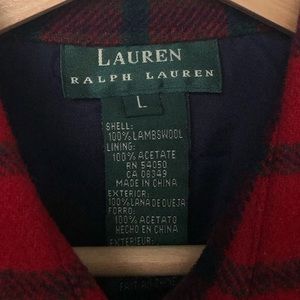 LAUREN
RALPH LAUREN
L
SHELL:
100% LAMBSWOOL
LINING:
100% ACETATE
RN 54050
CA 08349
MADE IN CHINA
EXTERIOR:
100% LANA DE OVEJA
FORRO:
100% ACETATO
HECHO EN CHINA
EXTERIEUR: